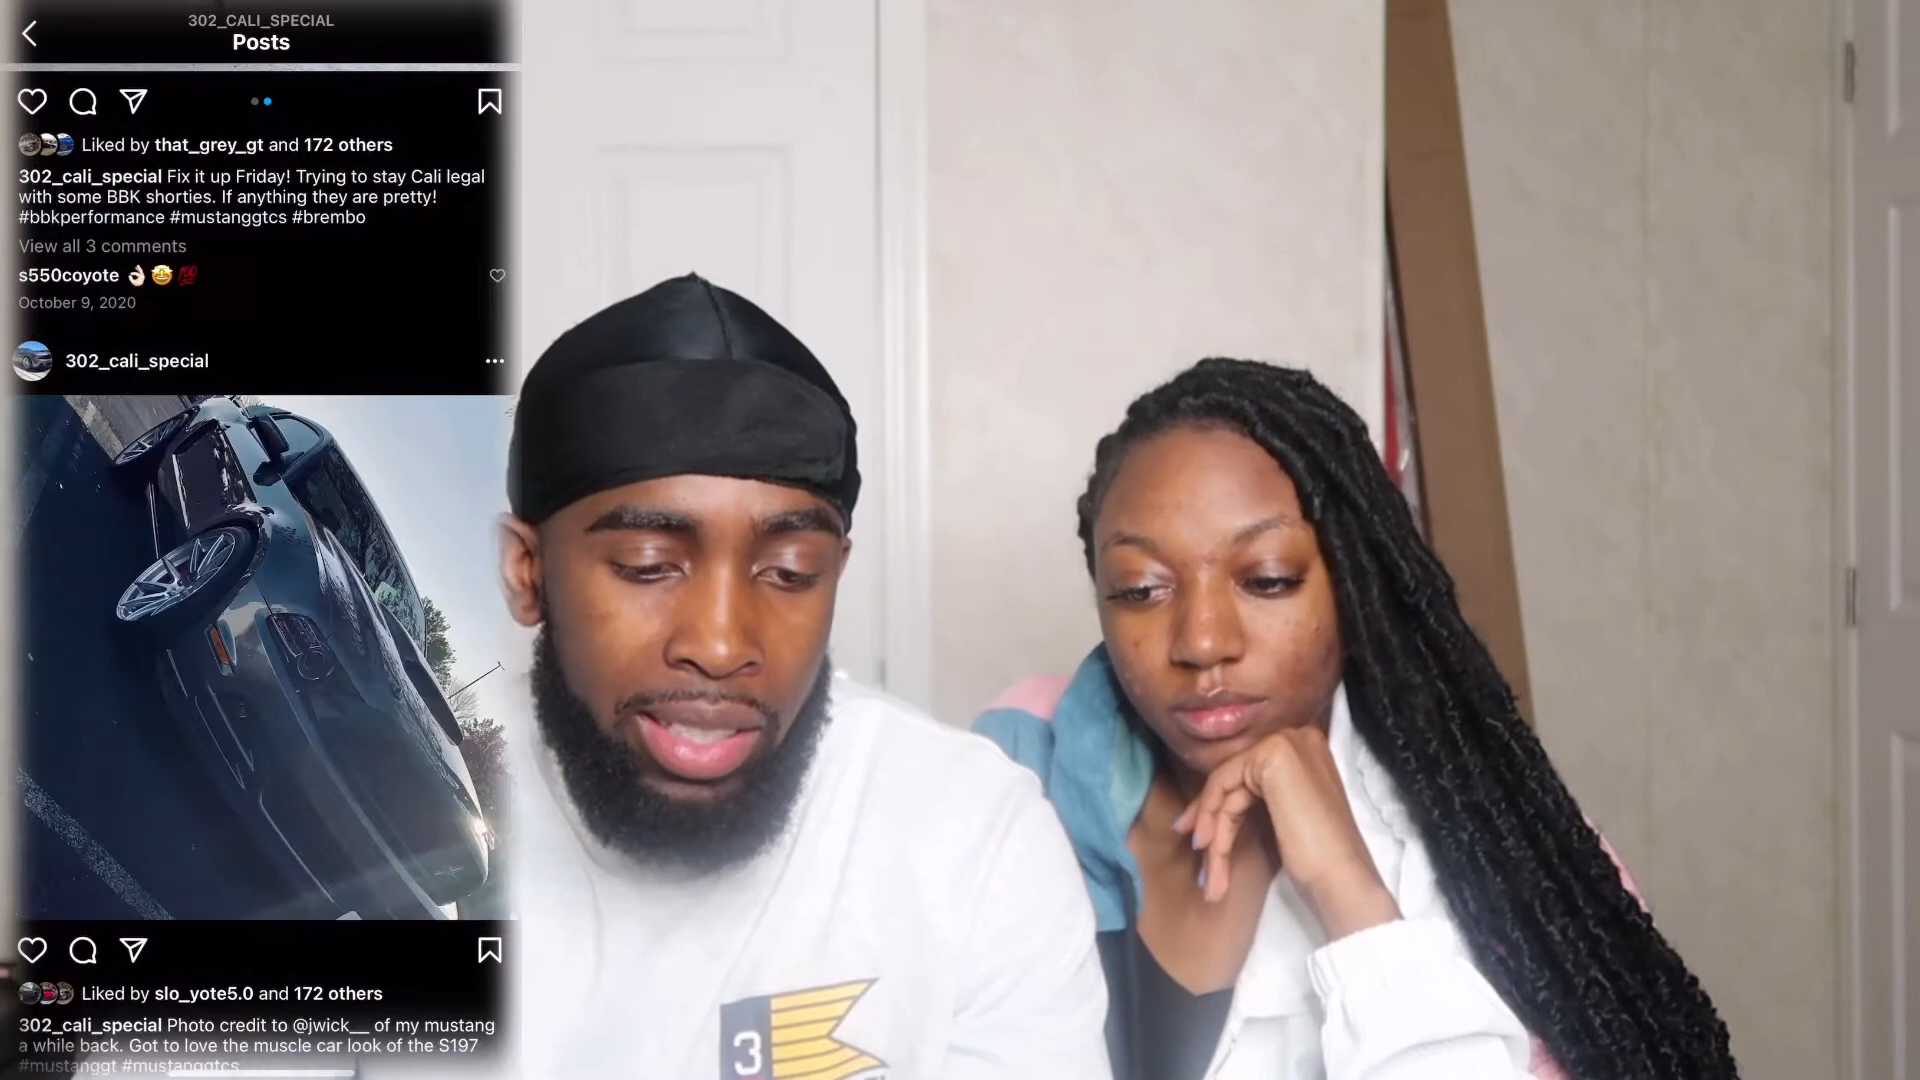 302_CALI_SPECIAL
Posts
Liked by that_grey_gt and 172 others
302_cali_special Fix it up Friday! Trying to stay Cali legal
with some BBK shorties. If anything they are pretty!
#bbkperformance #mustanggtcs #brembo
View all 3 comments
s550coyote 👌🏻🤩💯
October 9, 2020
302_cali_special
Liked by slo_yote5.0 and 172 others
302_cali_special Photo credit to @jwick__ of my mustang
a while back. Got to love the muscle car look of the S197
#mustanggt #mustanggtcs
3